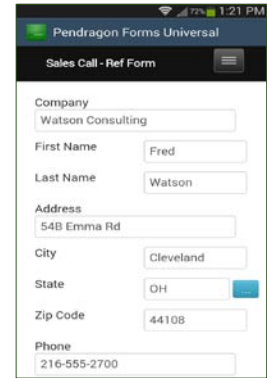 72% 1:21 PM
Pendragon Forms Universal
Sales Call - Ref Form
Company
Watson Consulting
First Name Fred
Last Name Watson
Address
54B Emma Rd
City Cleveland
State OH ...
Zip Code 44108
Phone
216-555-2700